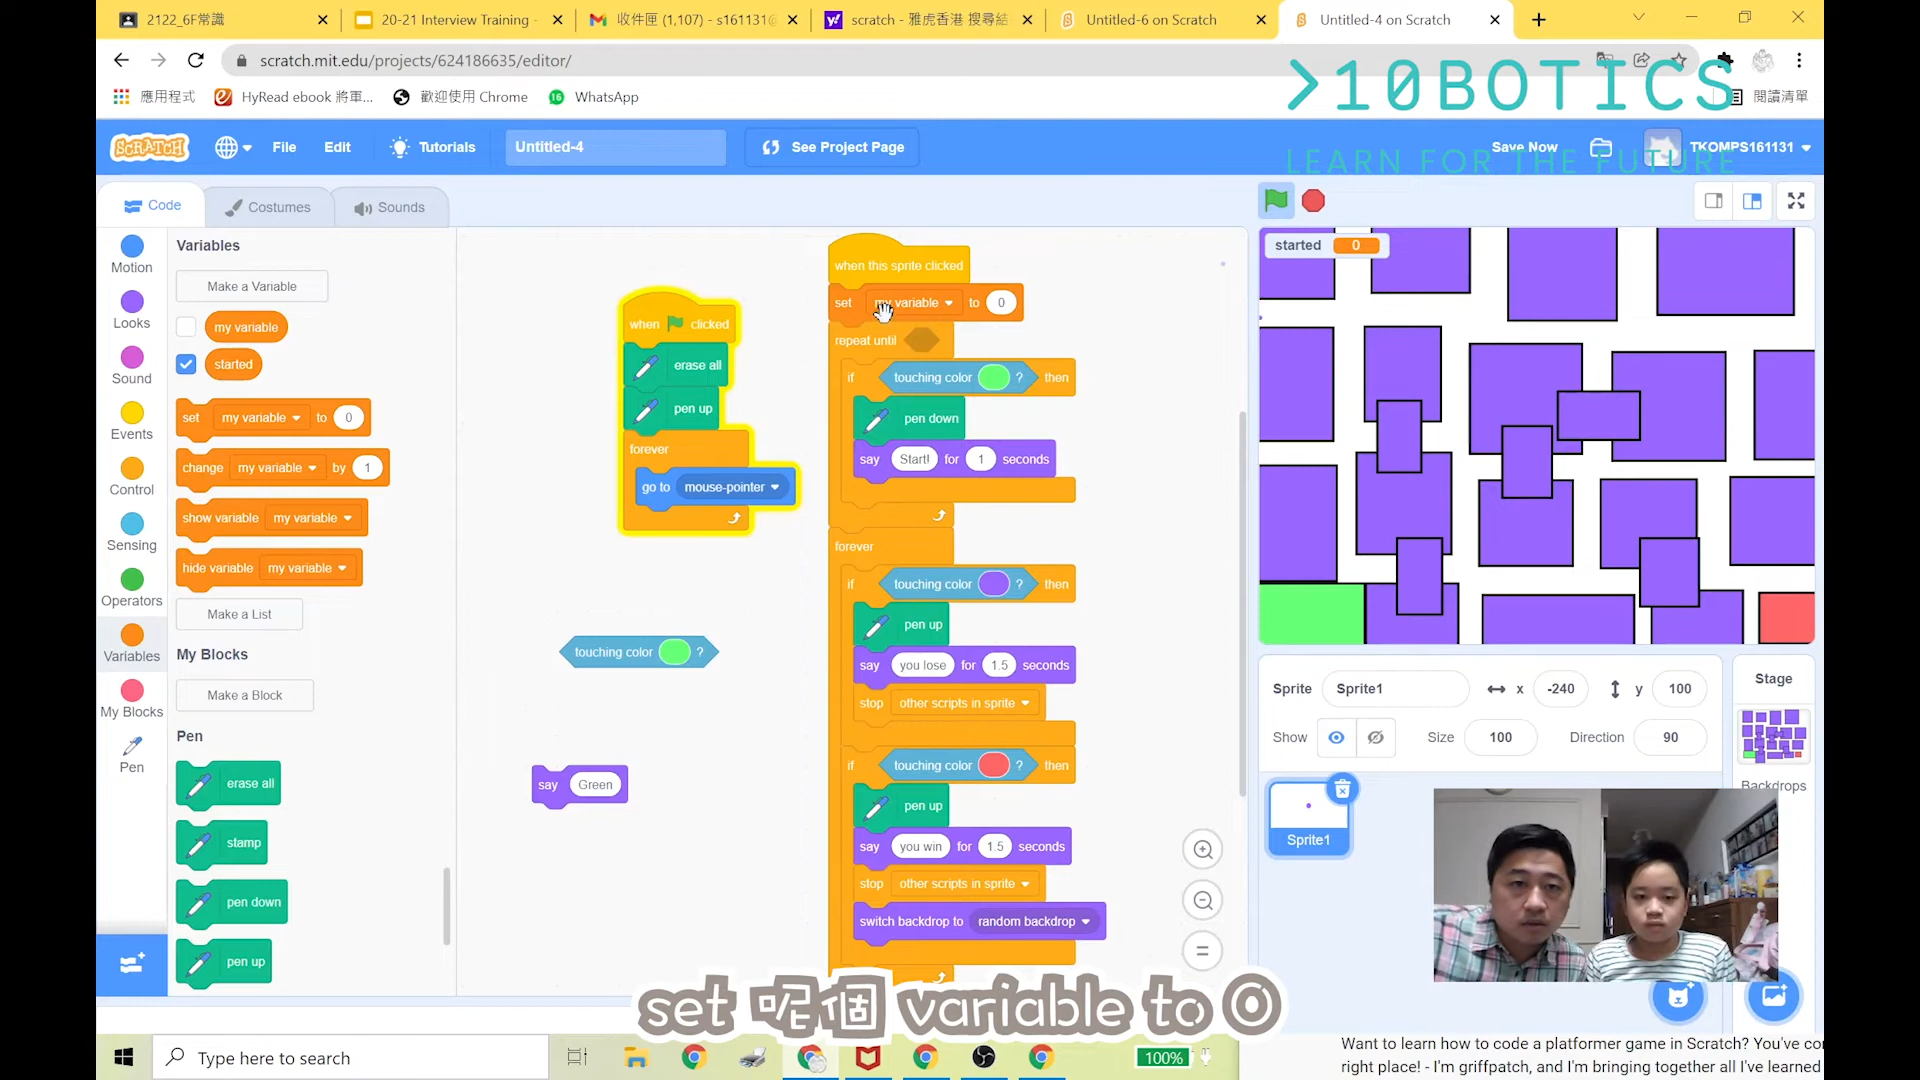 2122_6F常識
20-21 Interview Training -
收件匣 (1,107) - s161131@
scratch - 雅虎香港 搜尋結
Untitled-6 on Scratch
Untitled-4 on Scratch
scratch.mit.edu/projects/624186635/editor/
>10BOTICS
LEARN FOR THE FUTURE
應用程式
HyRead ebook 將軍...
歡迎使用 Chrome
16
WhatsApp
閱讀清單
SCRATCH
File
Edit
Tutorials
Untitled-4
See Project Page
Save Now
TKOMPS161131
Code
Costumes
Sounds
Motion
Looks
Sound
Events
Control
Sensing
Operators
Variables
My Blocks
Pen
Variables
Make a Variable
my variable
started
set my variable to 0
change my variable by 1
show variable my variable
hide variable my variable
Make a List
My Blocks
Make a Block
Pen
erase all
stamp
pen down
pen up
when clicked
erase all
pen up
forever
go to mouse-pointer
touching color ?
say Green
when this sprite clicked
set my variable to 0
repeat until
if touching color ? then
pen down
say Start! for 1 seconds
forever
if touching color ? then
pen up
say you lose for 1.5 seconds
stop other scripts in sprite
if touching color ? then
pen up
say you win for 1.5 seconds
stop other scripts in sprite
switch backdrop to random backdrop
started 0
Sprite Sprite1 x -240 y 100
Show Size 100 Direction 90
Sprite1
Stage
Backdrops
set 呢個 variable to 0
Type here to search
100%
Want to learn how to code a platformer game in Scratch? You've co
right place! - I'm griffpatch, and I'm bringing together all I've learned